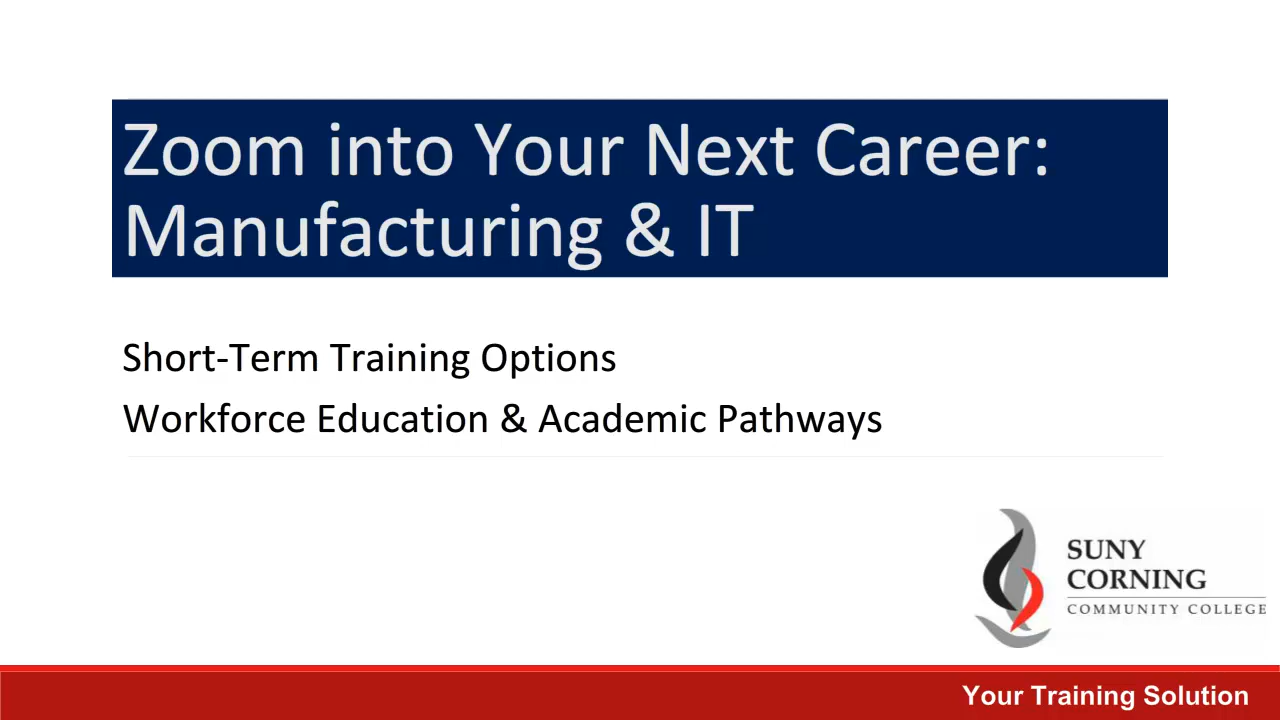 Zoom into Your Next Career:
Manufacturing & IT
Short-Term Training Options
Workforce Education & Academic Pathways
SUNY
CORNING
COMMUNITY COLLEGE
Your Training Solution